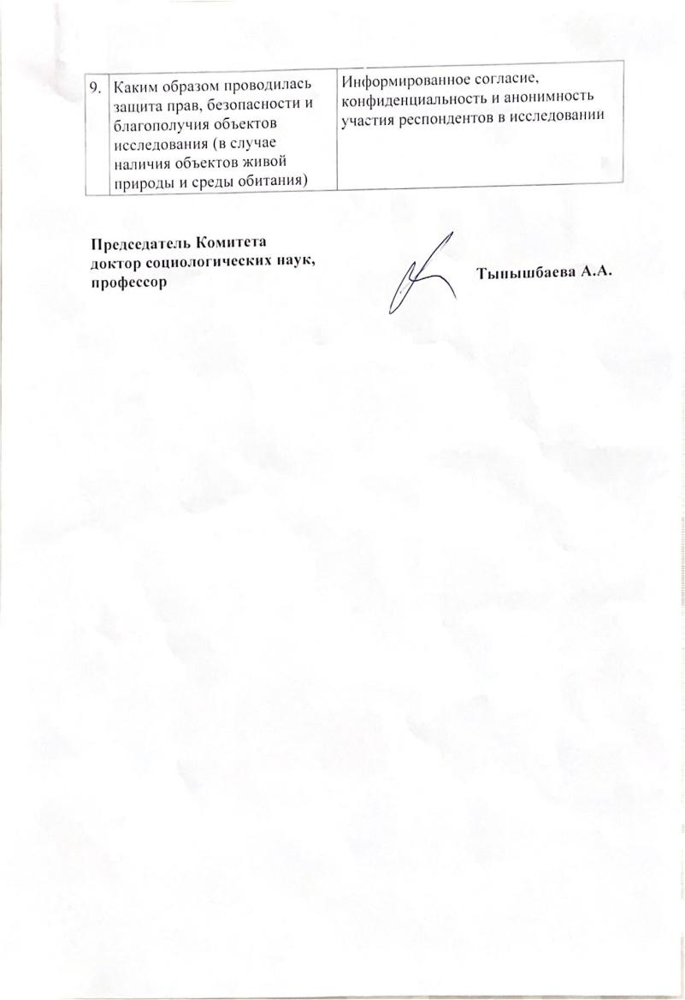 9.
Каким образом проводилась
защита прав, безопасности и
благополучия объектов
исследования (в случае
наличия объектов живой
природы и среды обитания)
Информированное согласие,
конфиденциальность и анонимность
участия респондентов в исследовании
Председатель Комитета
доктор социологических наук,
профессор
Тынышбаева А.А.